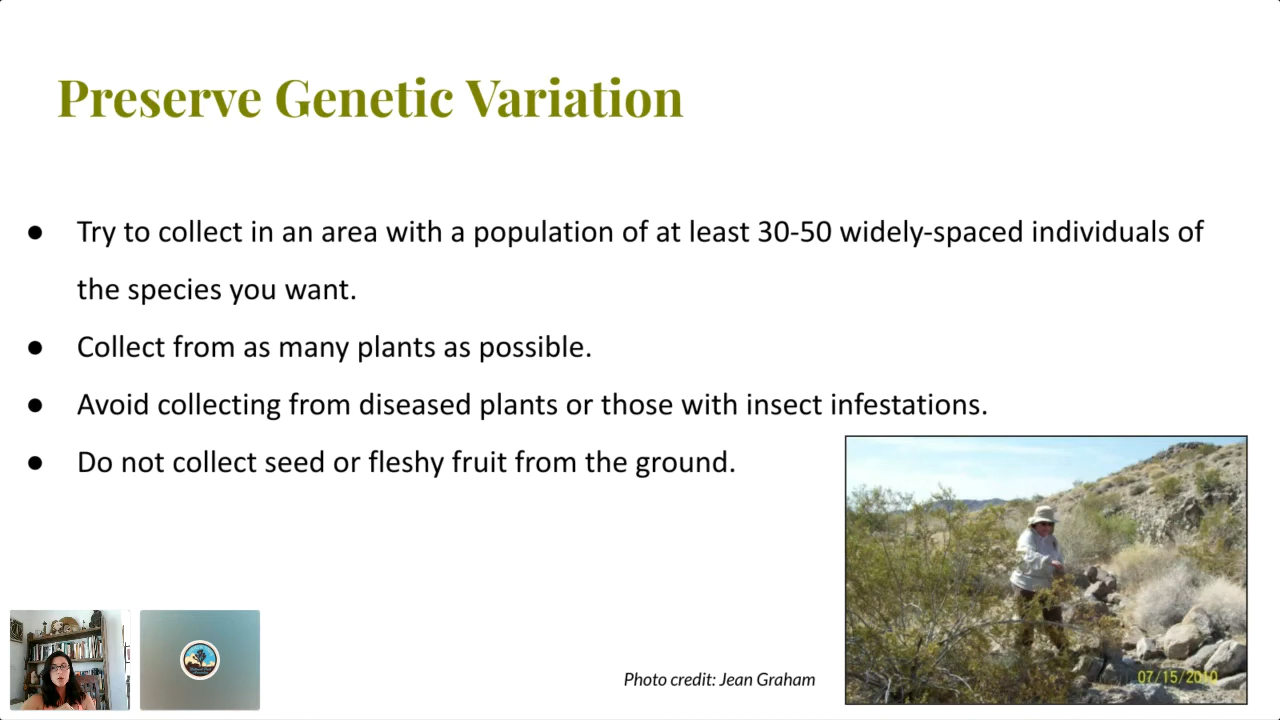 Preserve Genetic Variation
● Try to collect in an area with a population of at least 30-50 widely-spaced individuals of
the species you want.
● Collect from as many plants as possible.
● Avoid collecting from diseased plants or those with insect infestations.
● Do not collect seed or fleshy fruit from the ground.
Photo credit: Jean Graham
07/15/2010